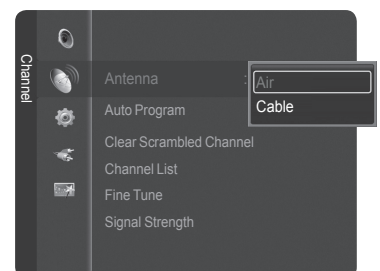 Channel
Antenna : Air
Cable
Auto Program
Clear Scrambled Channel
Channel List
Fine Tune
Signal Strength